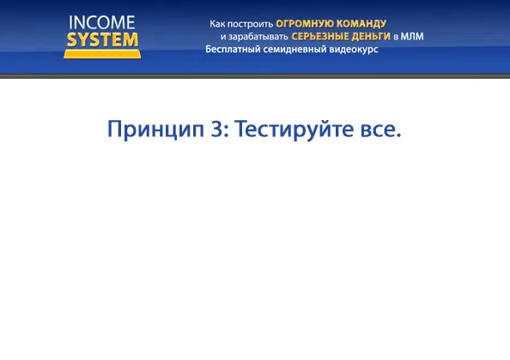 INCOME
SYSTEM
Как построить ОГРОМНУЮ КОМАНДУ
и зарабатывать СЕРЬЕЗНЫЕ ДЕНЬГИ в МЛМ
Бесплатный семидневный видеокурс
Принцип 3: Тестируйте все.